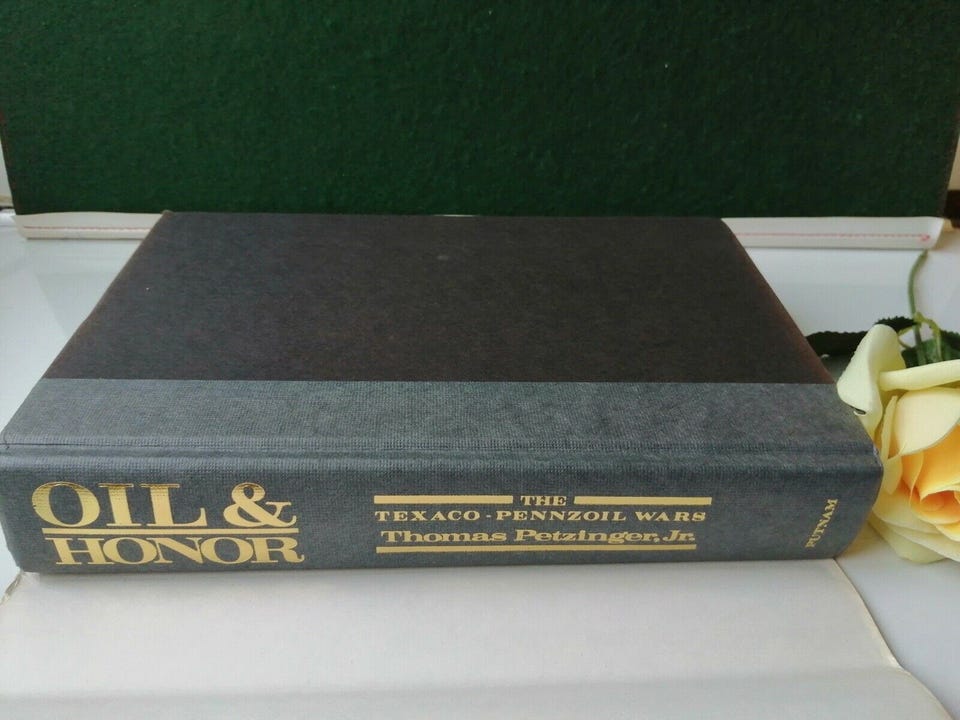 OIL &
HONOR
THE
TEXACO-PENNZOIL WARS
Thomas Petzinger, Jr.
PUTNAM